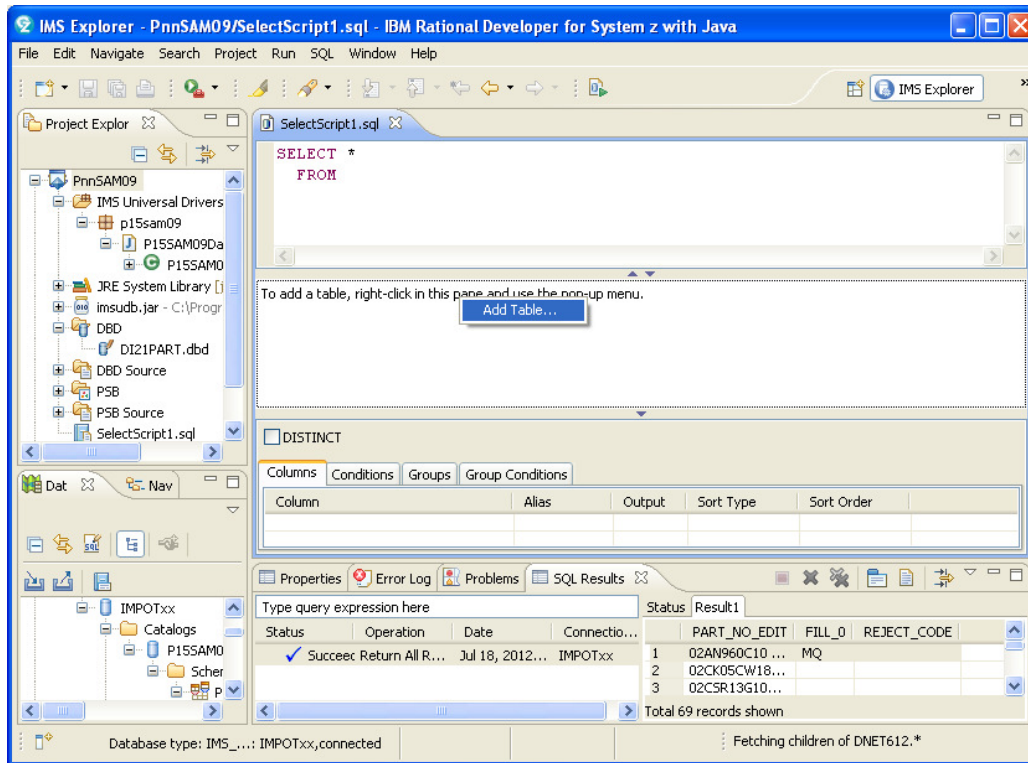 IMS Explorer - PnnSAM09/SelectScript1.sql - IBM Rational Developer for System z with Java
File Edit Navigate Search Project Run SQL Window Help
IMS Explorer
Project Explor
PnnSAM09
IMS Universal Drivers
p15sam09
P15SAM09Da
P15SAM0
JRE System Library [j
imsudb.jar - C:\Progr
DBD
DI21PART.dbd
DBD Source
PSB
PSB Source
SelectScript1.sql
SelectScript1.sql
SELECT *
FROM
To add a table, right-click in this pane and use the pop-up menu.
Add Table...
DISTINCT
Columns Conditions Groups Group Conditions
Column Alias Output Sort Type Sort Order
Dat Nav
SQL
IMPOTxx
Catalogs
P15SAM0
Scher
P
Properties Error Log Problems SQL Results
Type query expression here
Status Operation Date Connectio...
Succeec Return All R... Jul 18, 2012... IMPOTxx
Status Result1
PART_NO_EDIT FILL_0 REJECT_CODE
1 02AN960C10 ... MQ
2 02CK05CW18...
3 02CSR13G10...
Total 69 records shown
Database type: IMS_...: IMPOTxx,connected
Fetching children of DNET612.*